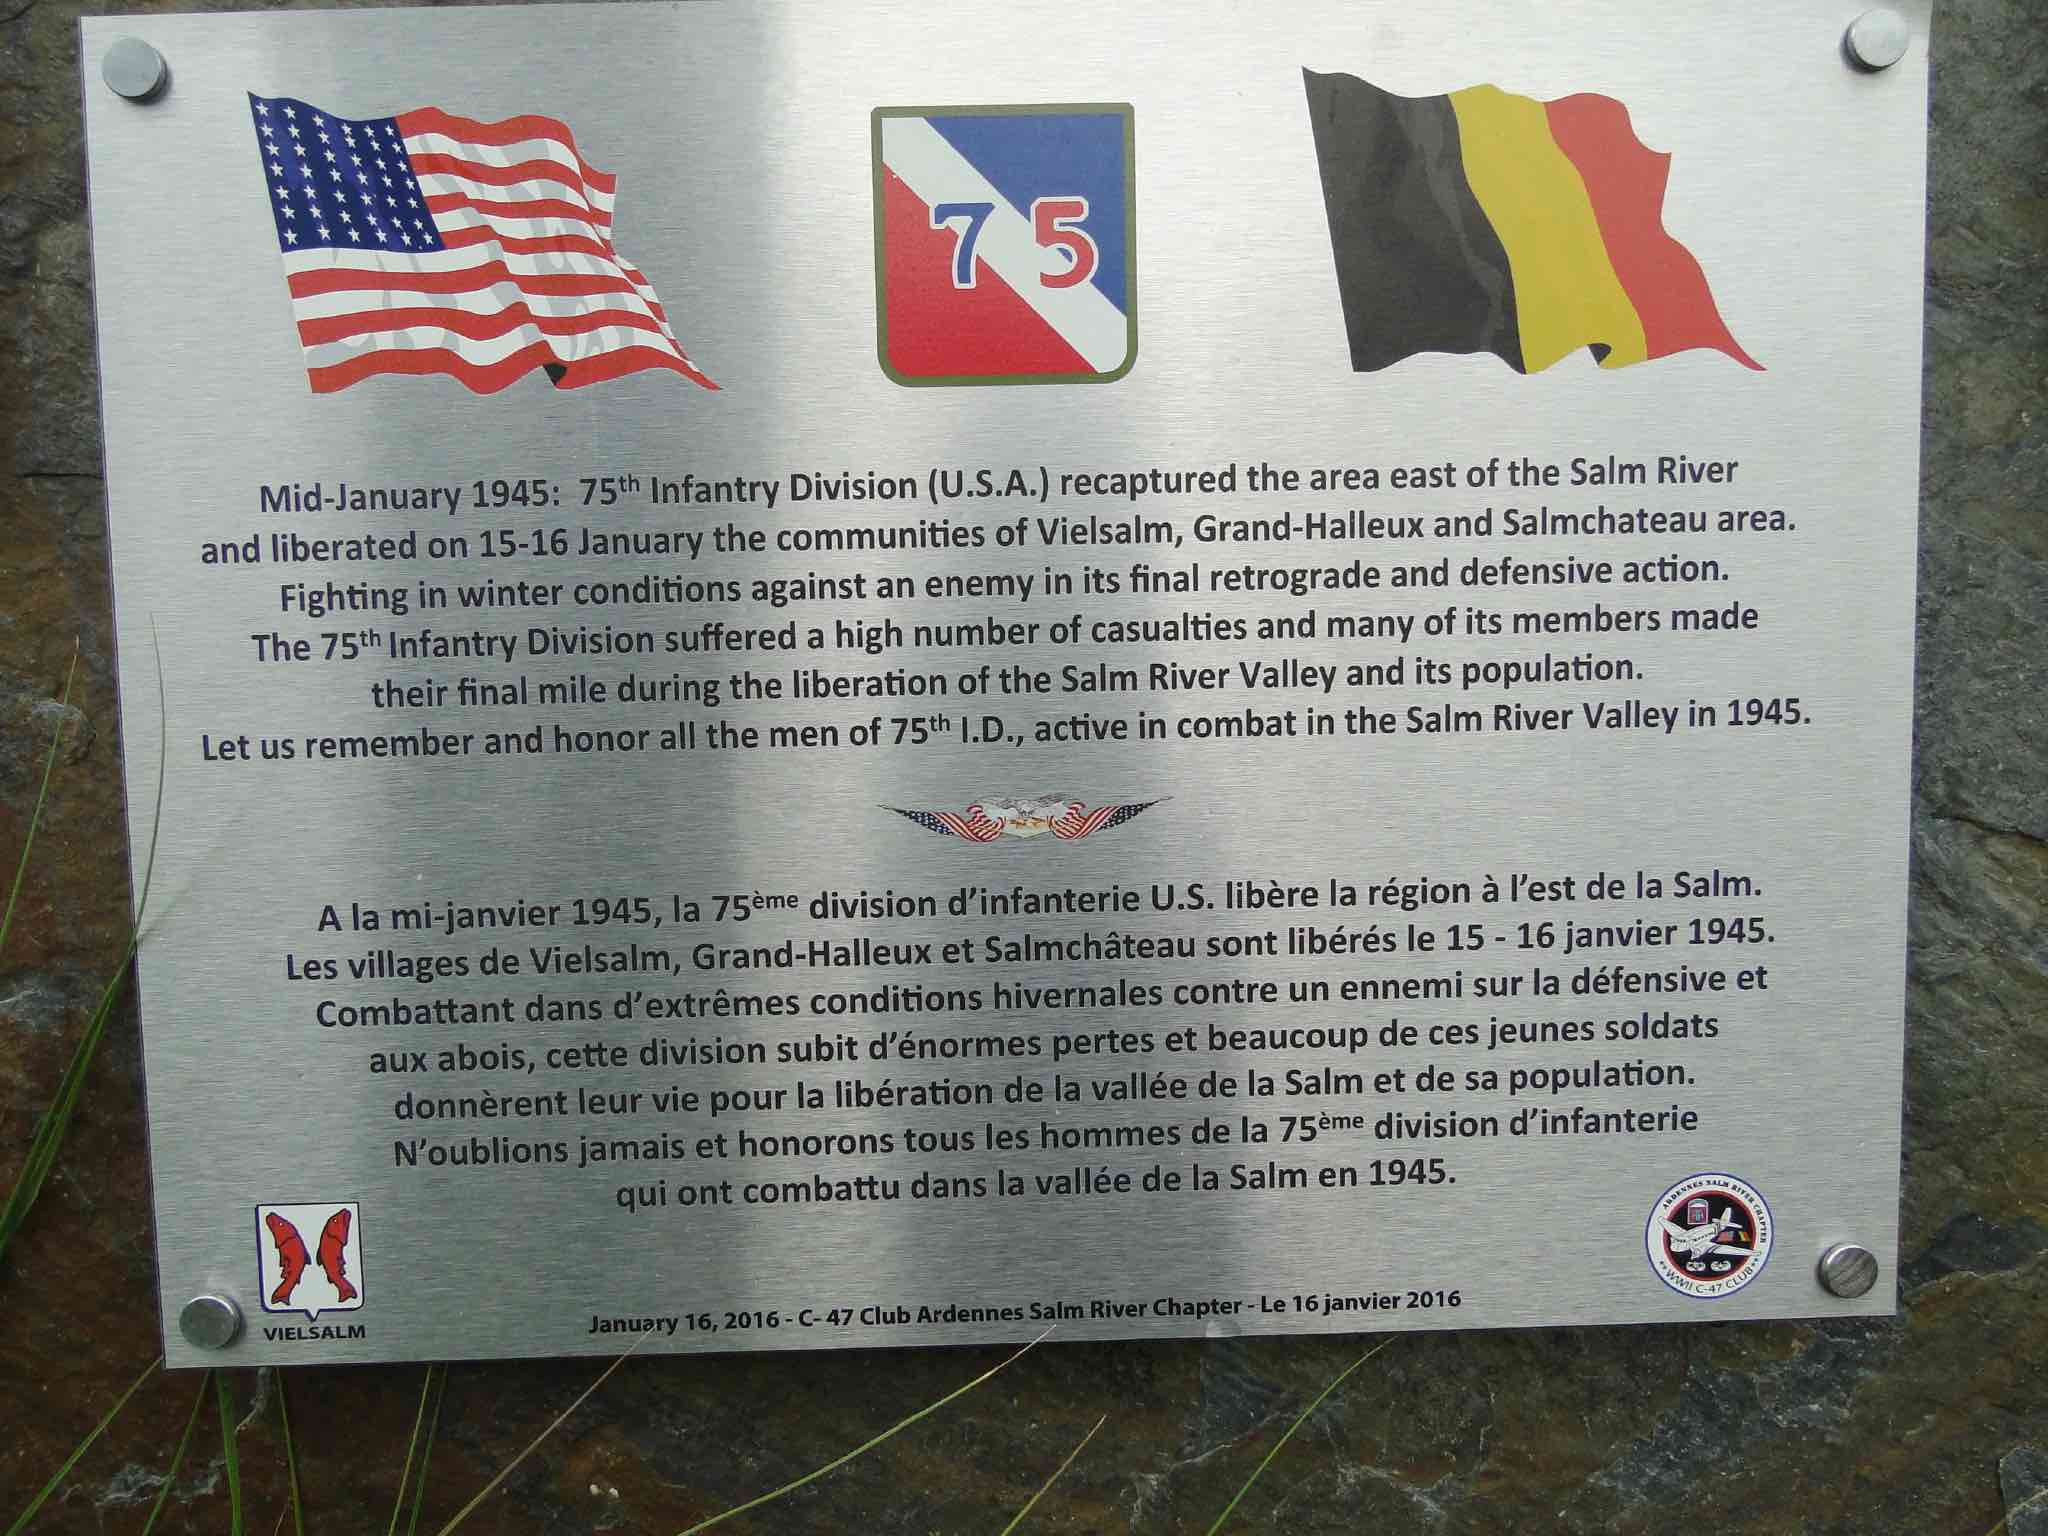 75
Mid-January 1945: 75th Infantry Division (U.S.A.) recaptured the area east of the Salm River
and liberated on 15-16 January the communities of Vielsalm, Grand-Halleux and Salmchateau area.
Fighting in winter conditions against an enemy in its final retrograde and defensive action.
The 75th Infantry Division suffered a high number of casualties and many of its members made
their final mile during the liberation of the Salm River Valley and its population.
Let us remember and honor all the men of 75th I.D., active in combat in the Salm River Valley in 1945.
A la mi-janvier 1945, la 75ème division d’infanterie U.S. libère la région à l’est de la Salm.
Les villages de Vielsalm, Grand-Halleux et Salmchâteau sont libérés le 15 - 16 janvier 1945.
Combattant dans d’extrêmes conditions hivernales contre un ennemi sur la défensive et
aux abois, cette division subit d’énormes pertes et beaucoup de ces jeunes soldats
donnèrent leur vie pour la libération de la vallée de la Salm et de sa population.
N’oublions jamais et honorons tous les hommes de la 75ème division d’infanterie
qui ont combattu dans la vallée de la Salm en 1945.
VIELSALM
January 16, 2016 - C- 47 Club Ardennes Salm River Chapter - Le 16 janvier 2016
ARDENNES SALM RIVER CHAPTER
WWII C-47 CLUB